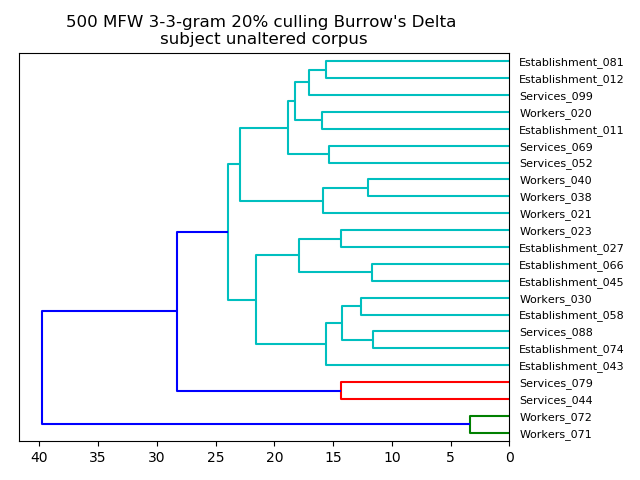 500 MFW 3-3-gram 20% culling Burrow's Delta
subject unaltered corpus
Establishment_081
Establishment_012
Services_099
Workers_020
Establishment_011
Services_069
Services_052
Workers_040
Workers_038
Workers_021
Workers_023
Establishment_027
Establishment_066
Establishment_045
Workers_030
Establishment_058
Services_088
Establishment_074
Establishment_043
Services_079
Services_044
Workers_072
Workers_071
40 35 30 25 20 15 10 5 0